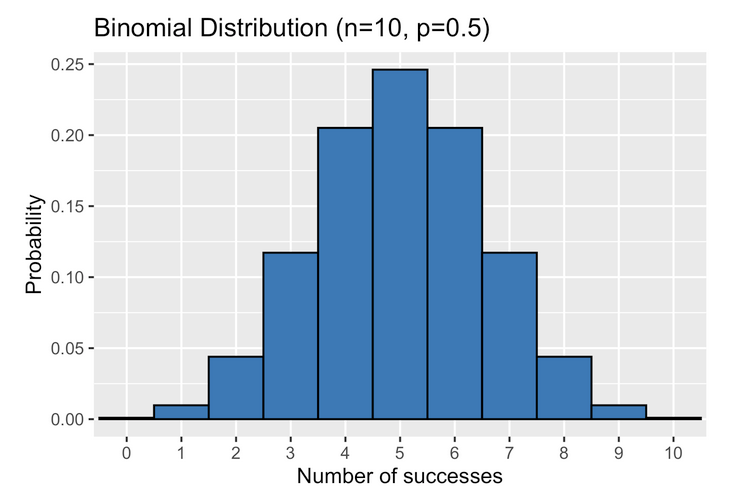 Binomial Distribution (n=10, p=0.5)
0.25
0.20
0.15
0.10
0.05
0.00
Probability
0 1 2 3 4 5 6 7 8 9 10
Number of successes